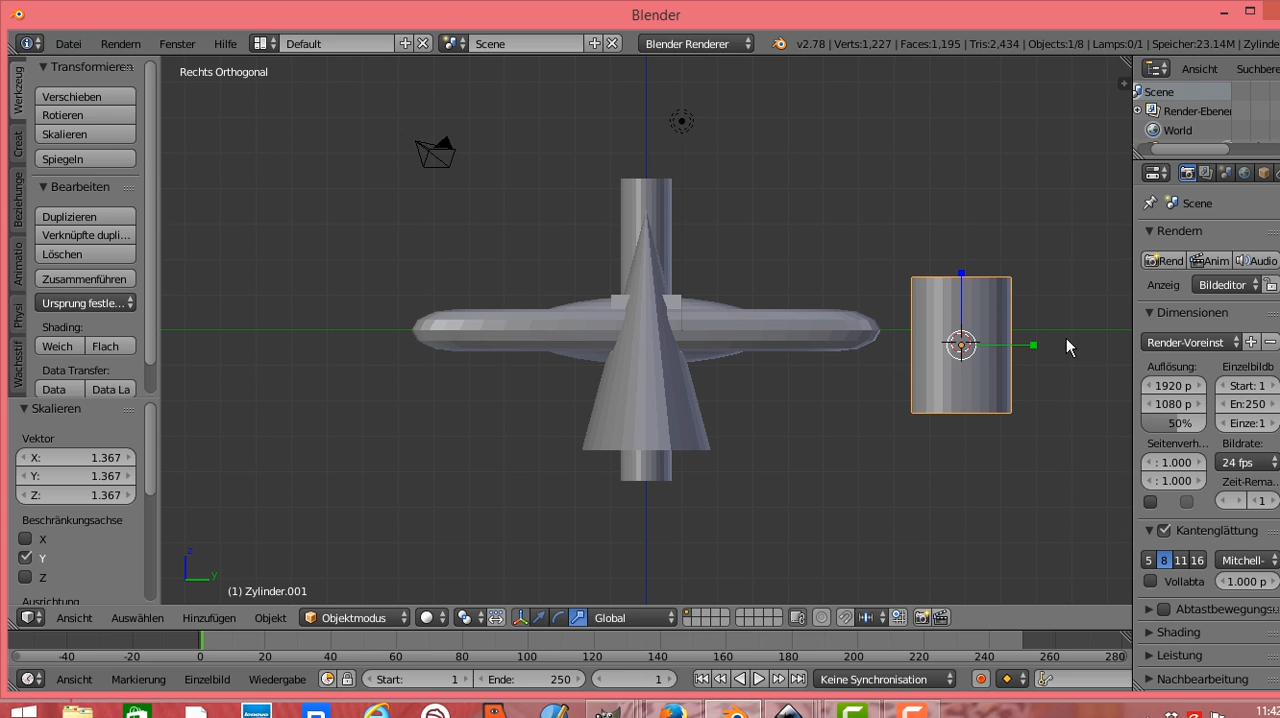 Blender
Datei Rendern Fenster Hilfe Default Scene Blender Renderer v2.78 | Verts:1,227 | Faces:1,195 | Tris:2,434 | Objects:1/8 | Lamps:0/1 | Speicher:23.14M | Zylinde
Werkzeug
Creat
Beziehunge
Animatio
Physi
Wachsstif
Transformieren
Verschieben
Rotieren
Skalieren
Spiegeln
Bearbeiten
Duplizieren
Verknüpfte dupli...
Löschen
Zusammenführen
Ursprung festle...
Shading:
Weich Flach
Data Transfer:
Data Data La
Skalieren
Vektor
X: 1.367
Y: 1.367
Z: 1.367
Beschränkungsachse
X
Y
Z
Ausrichtung
Rechts Orthogonal
z
y
(1) Zylinder.001
Ansicht Auswählen Hinzufügen Objekt Objektmodus Global
-40 -20 0 20 40 60 80 100 120 140 160 180 200 220 240 260 280
Ansicht Markierung Einzelbild Wiedergabe Start: 1 Ende: 250 1 Keine Synchronisation
Ansicht Suchbere
Scene
Render-Ebener
World
Scene
Rendern
Rend Anim Audio
Anzeig Bildeditor
Dimensionen
Render-Voreinst
Auflösung: Einzelbildb
1920 p Start: 1
1080 p En:250
50% Einze:1
Seitenverh... Bildrate:
: 1.000 24 fps
: 1.000 Zeit-Rema...
1
Kantenglättung
5 8 11 16 Mitchell-
Vollabta 1.000 p
Abtastbewegungs
Shading
Leistung
Nachbearbeitung
11:42